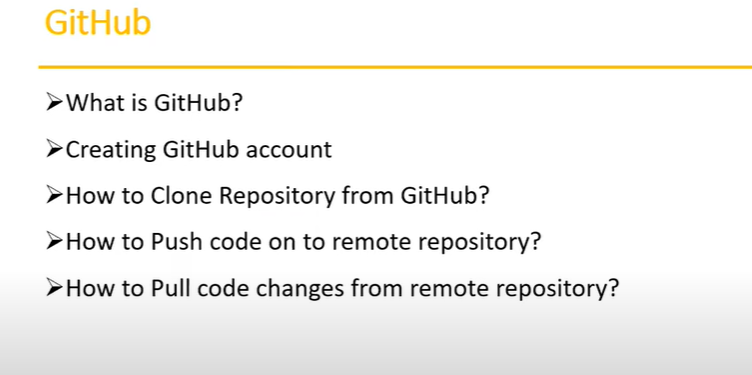 GitHub
➢What is GitHub?
➢Creating GitHub account
➢How to Clone Repository from GitHub?
➢How to Push code on to remote repository?
➢How to Pull code changes from remote repository?